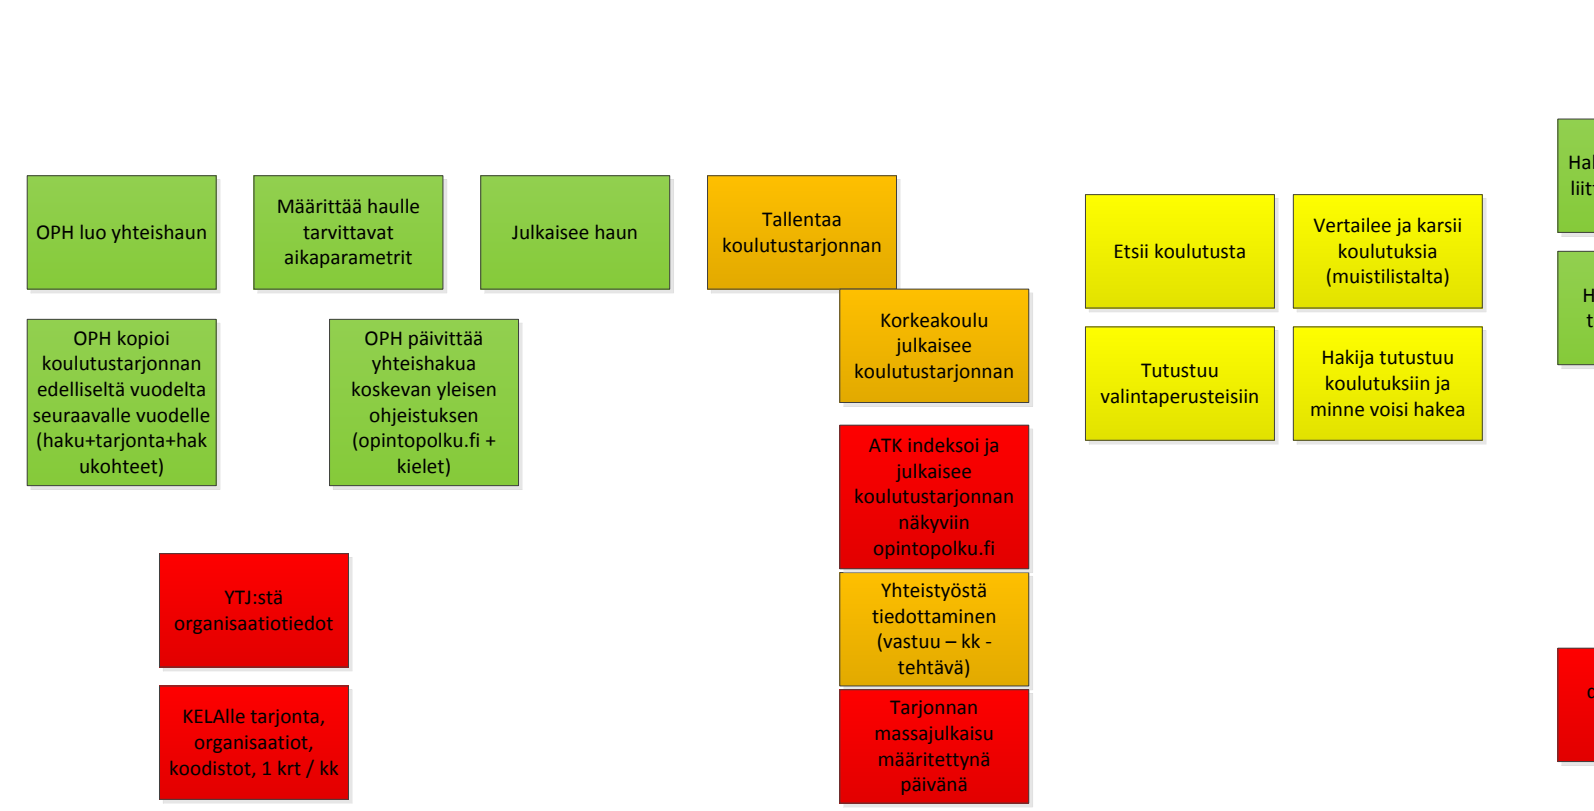 OPH luo yhteishaun
Määrittää haulle
tarvittavat
aikaparametrit
Julkaisee haun
Tallentaa
koulutustarjonnan
Korkeakoulu
julkaisee
koulutustarjonnan
Etsii koulutusta
Vertailee ja karsii
koulutuksia
(muistilistalta)
OPH kopioi
koulutustarjonnan
edelliseltä vuodelta
seuraavalle vuodelle
(haku+tarjonta+hak
ukohteet)
OPH päivittää
yhteishakua
koskevan yleisen
ohjeistuksen
(opintopolku.fi +
kielet)
Tutustuu
valintaperusteisiin
Hakija tutustuu
koulutuksiin ja
minne voisi hakea
ATK indeksoi ja
julkaisee
koulutustarjonnan
näkyviin
opintopolku.fi
YTJ:stä
organisaatiotiedot
Yhteistyöstä
tiedottaminen
(vastuu – kk -
tehtävä)
KELAlle tarjonta,
organisaatiot,
koodistot, 1 krt / kk
Tarjonnan
massajulkaisu
määritettynä
päivänä